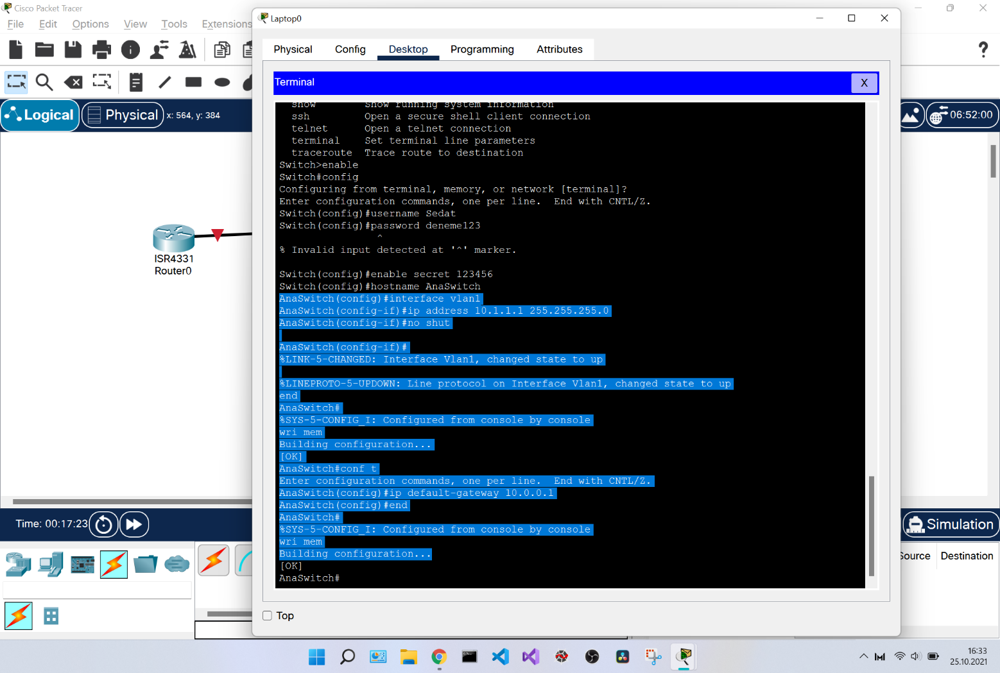 Cisco Packet Tracer
File Edit Options View Tools Extensions
Laptop0
Physical Config Desktop Programming Attributes
Terminal
X
Logical
Physical
x: 564, y: 384
06:52:00
show Show running system information
ssh Open a secure shell client connection
telnet Open a telnet connection
terminal Set terminal line parameters
traceroute Trace route to destination
Switch>enable
Switch#config
Configuring from terminal, memory, or network [terminal]?
Enter configuration commands, one per line. End with CNTL/Z.
Switch(config)#username Sedat
Switch(config)#password deneme123
^
% Invalid input detected at '^' marker.
Switch(config)#enable secret 123456
Switch(config)#hostname AnaSwitch
AnaSwitch(config)#interface vlan1
AnaSwitch(config-if)#ip address 10.1.1.1 255.255.255.0
AnaSwitch(config-if)#no shut
AnaSwitch(config-if)#
%LINK-5-CHANGED: Interface Vlan1, changed state to up
%LINEPROTO-5-UPDOWN: Line protocol on Interface Vlan1, changed state to up
end
AnaSwitch#
%SYS-5-CONFIG_I: Configured from console by console
wri mem
Building configuration...
[OK]
AnaSwitch#conf t
Enter configuration commands, one per line. End with CNTL/Z.
AnaSwitch(config)#ip default-gateway 10.0.0.1
AnaSwitch(config)#end
AnaSwitch#
%SYS-5-CONFIG_I: Configured from console by console
wri mem
Building configuration...
[OK]
AnaSwitch#
ISR4331
Router0
Time: 00:17:23
Simulation
Source Destination
Top
16:33
25.10.2021